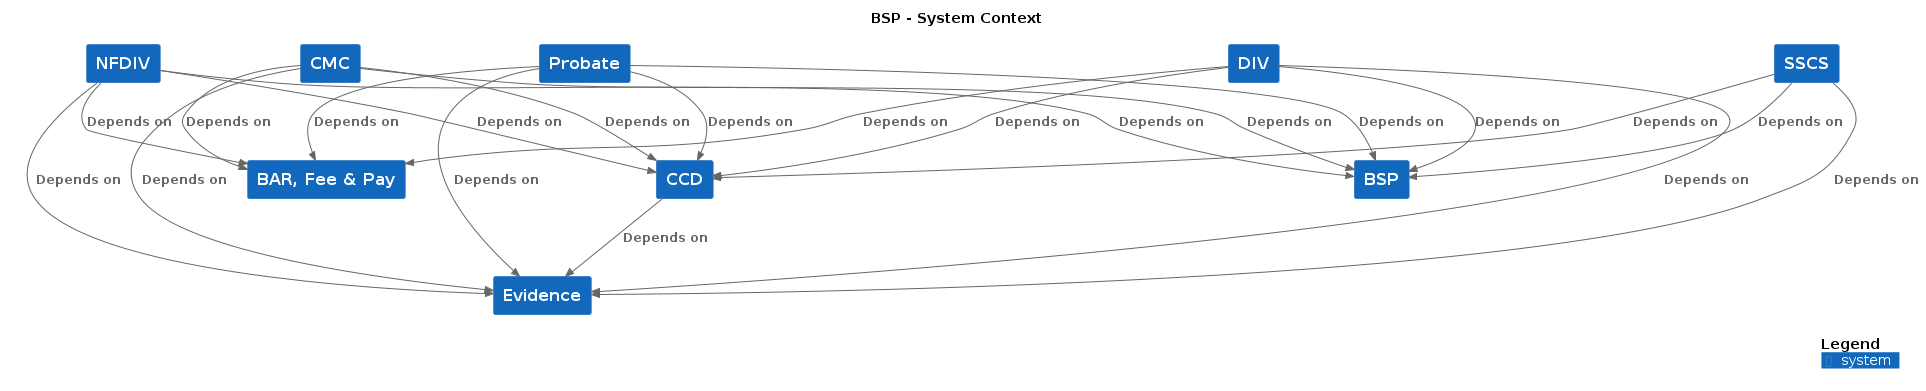 BSP - System Context
NFDIV
CMC
Probate
DIV
SSCS
Depends on
Depends on
Depends on
Depends on
Depends on
Depends on
Depends on
Depends on
Depends on
Depends on
Depends on
Depends on
Depends on
Depends on
BAR, Fee & Pay
CCD
BSP
Depends on
Depends on
Depends on
Depends on
Depends on
Depends on
Evidence
Legend
system